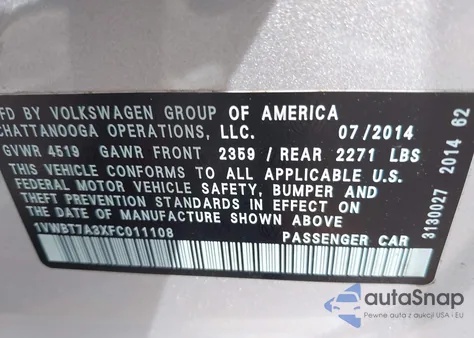 MFD BY VOLKSWAGEN GROUP OF AMERICA
CHATTANOOGA OPERATIONS, LLC. 07/2014
GVWR 4519 GAWR FRONT 2359 / REAR 2271 LBS
THIS VEHICLE CONFORMS TO ALL APPLICABLE U.S.
FEDERAL MOTOR VEHICLE SAFETY, BUMPER AND
THEFT PREVENTION STANDARDS IN EFFECT ON
THE DATE OF MANUFACTURE SHOWN ABOVE
1VWBT7A3XFC011108 PASSENGER CAR
3130027 2014 62
autaSnap
Pewne auta z aukcji USA - EU